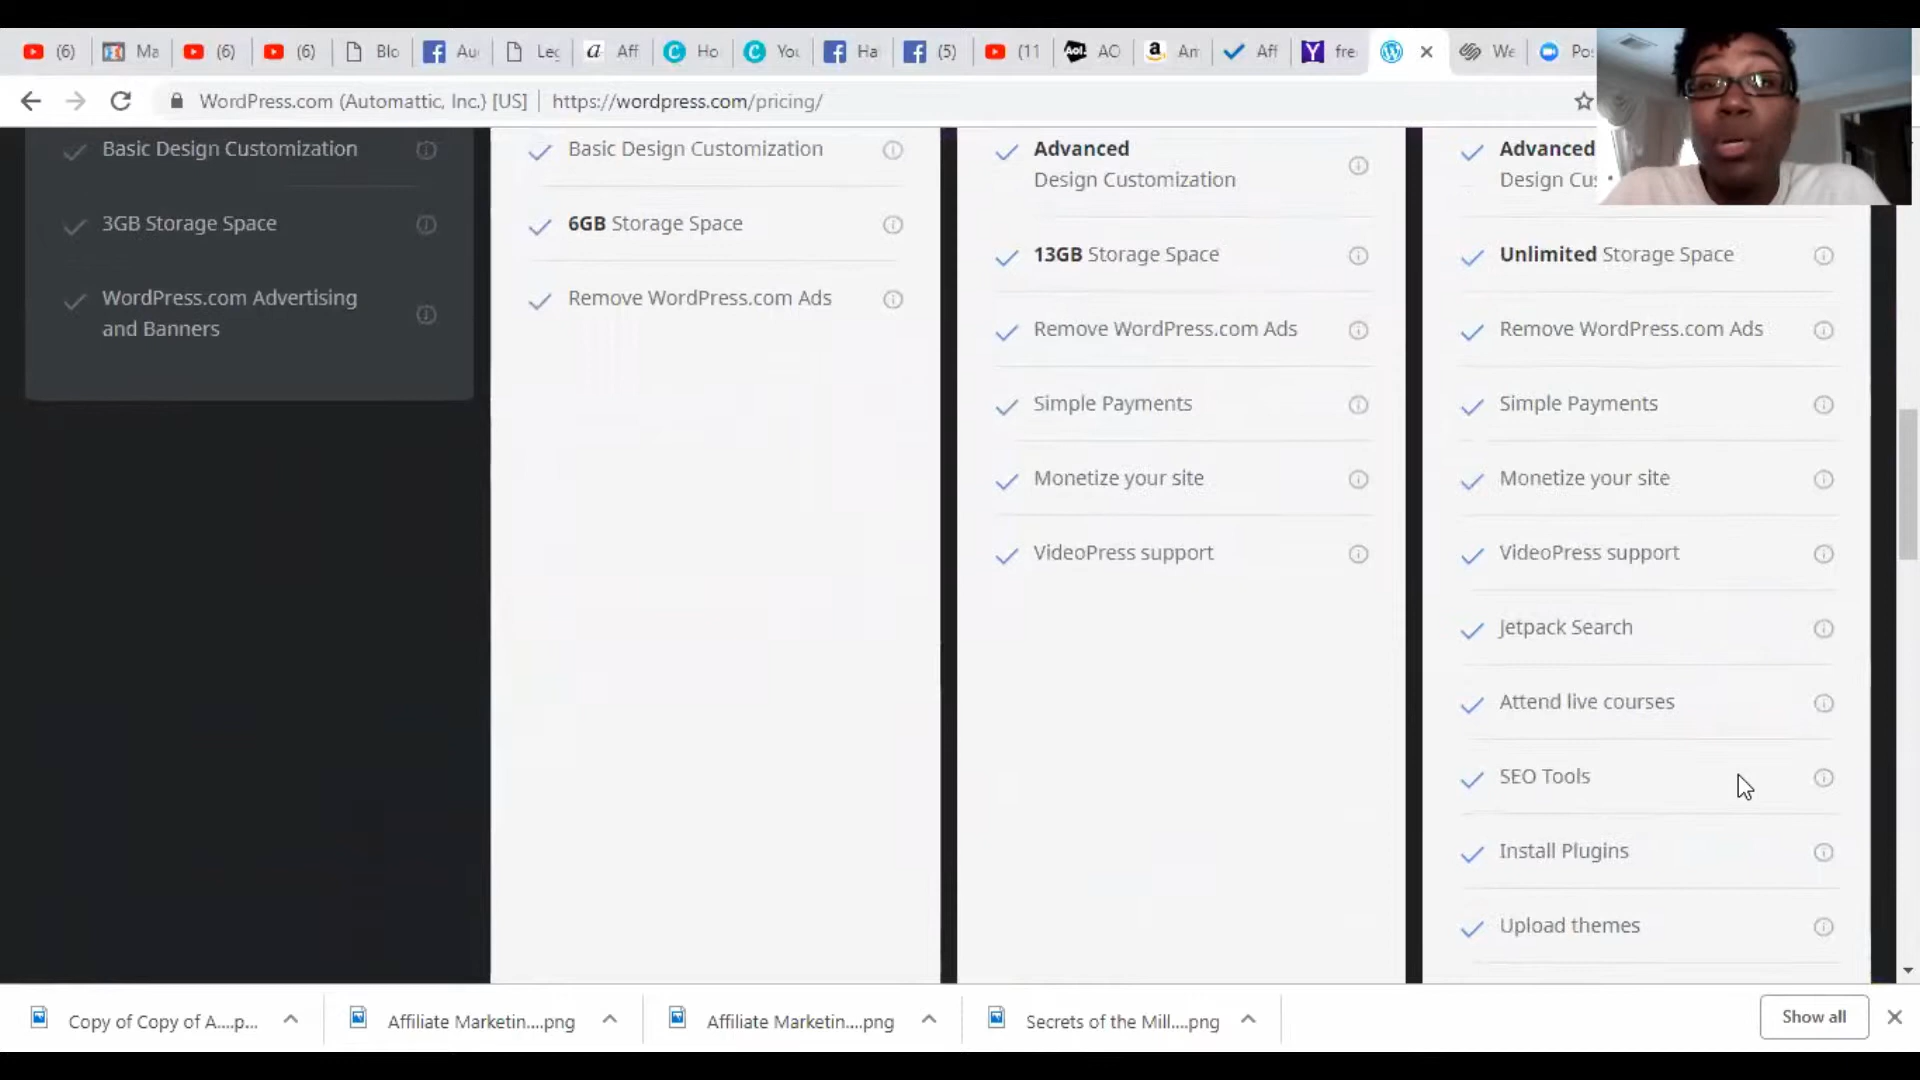 (6)
Ma
(6)
(6)
Blo
Au
Leg
a Aff
Ho
You
Ha
(5)
(11
Aol. AO
a Am
Aff
Y fre
We
Po
WordPress.com (Automattic, Inc.) [US] https://wordpress.com/pricing/
Basic Design Customization
3GB Storage Space
WordPress.com Advertising
and Banners
Basic Design Customization
6GB Storage Space
Remove WordPress.com Ads
Advanced
Design Customization
13GB Storage Space
Remove WordPress.com Ads
Simple Payments
Monetize your site
VideoPress support
Advanced
Design Cus
Unlimited Storage Space
Remove WordPress.com Ads
Simple Payments
Monetize your site
VideoPress support
Jetpack Search
Attend live courses
SEO Tools
Install Plugins
Upload themes
Copy of Copy of A....p...
Affiliate Marketin....png
Affiliate Marketin....png
Secrets of the Mill....png
Show all